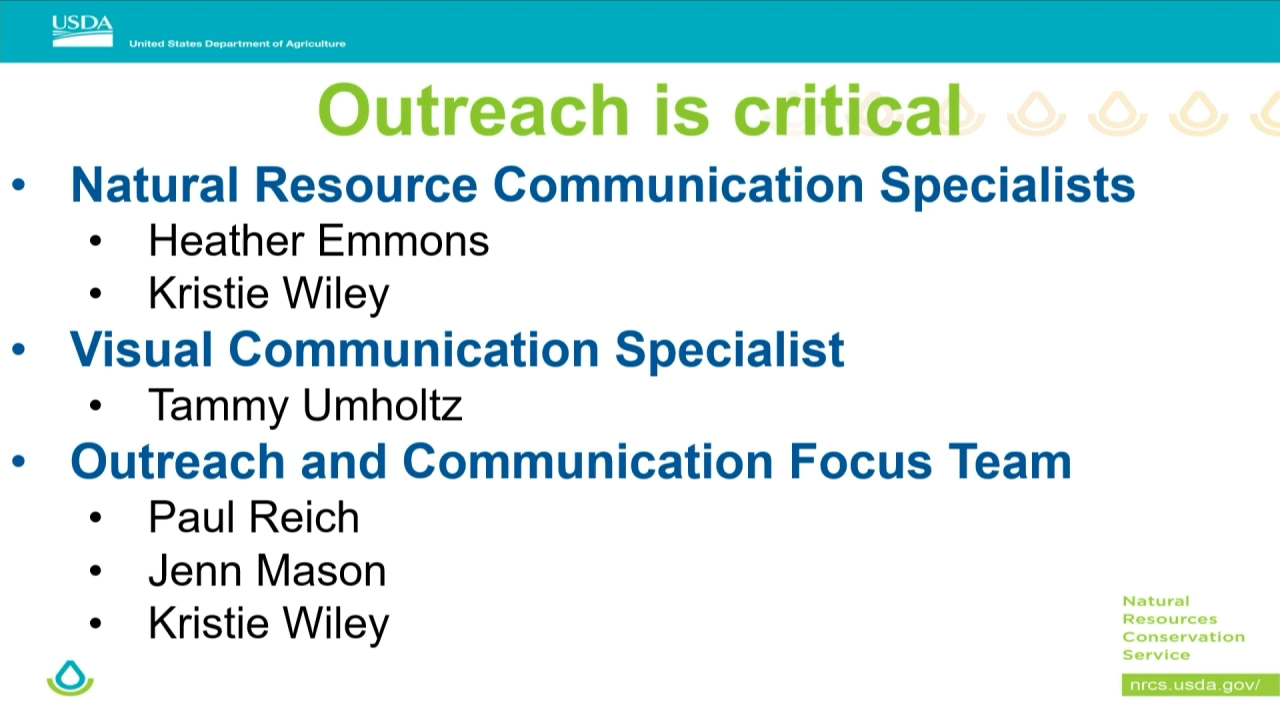 USDA
United States Department of Agriculture
Outreach is critical
• Natural Resource Communication Specialists
• Heather Emmons
• Kristie Wiley
• Visual Communication Specialist
• Tammy Umholtz
• Outreach and Communication Focus Team
• Paul Reich
• Jenn Mason
• Kristie Wiley
Natural
Resources
Conservation
Service
nrcs.usda.gov/